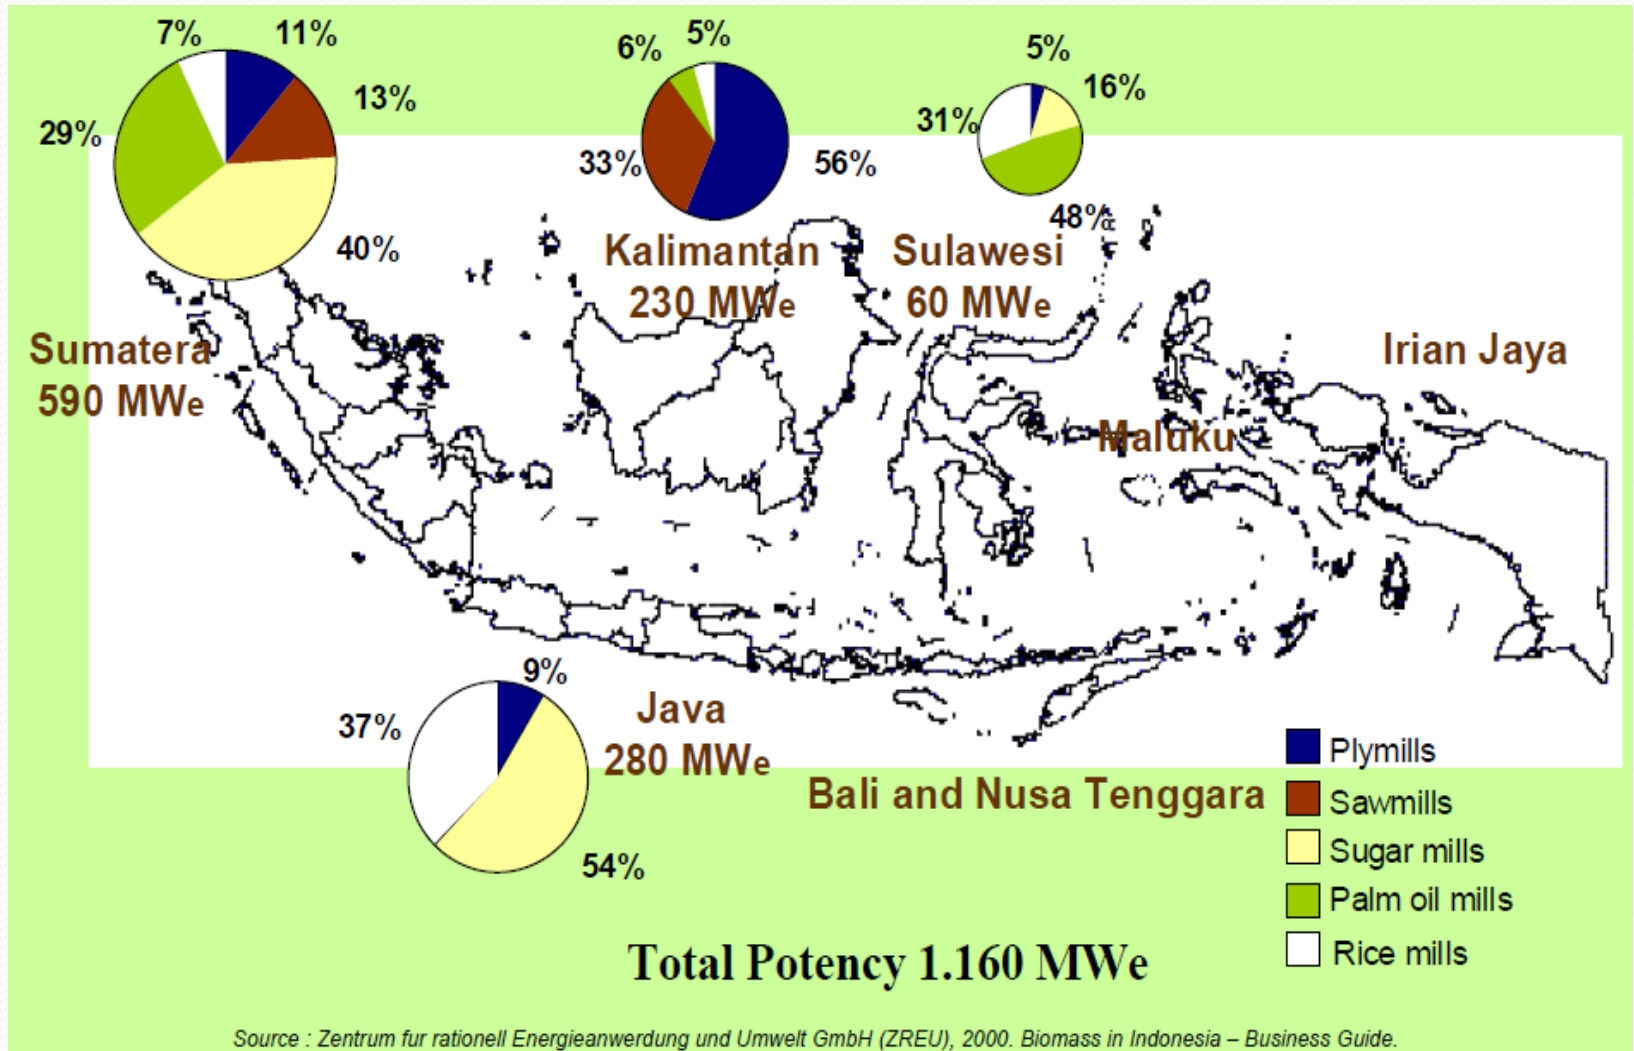 7% 11%
13%
29%
40%
Sumatera
590 MWe
6% 5%
33% 56%
Kalimantan
230 MWe
5%
16%
31%
48%
Sulawesi
60 MWe
Irian Jaya
Maluku
9%
37%
54%
Java
280 MWe
Bali and Nusa Tenggara
Plymills
Sawmills
Sugar mills
Palm oil mills
Rice mills
Total Potency 1.160 MWe
Source : Zentrum fur rationell Energieanwerdung und Umwelt GmbH (ZREU), 2000. Biomass in Indonesia – Business Guide.